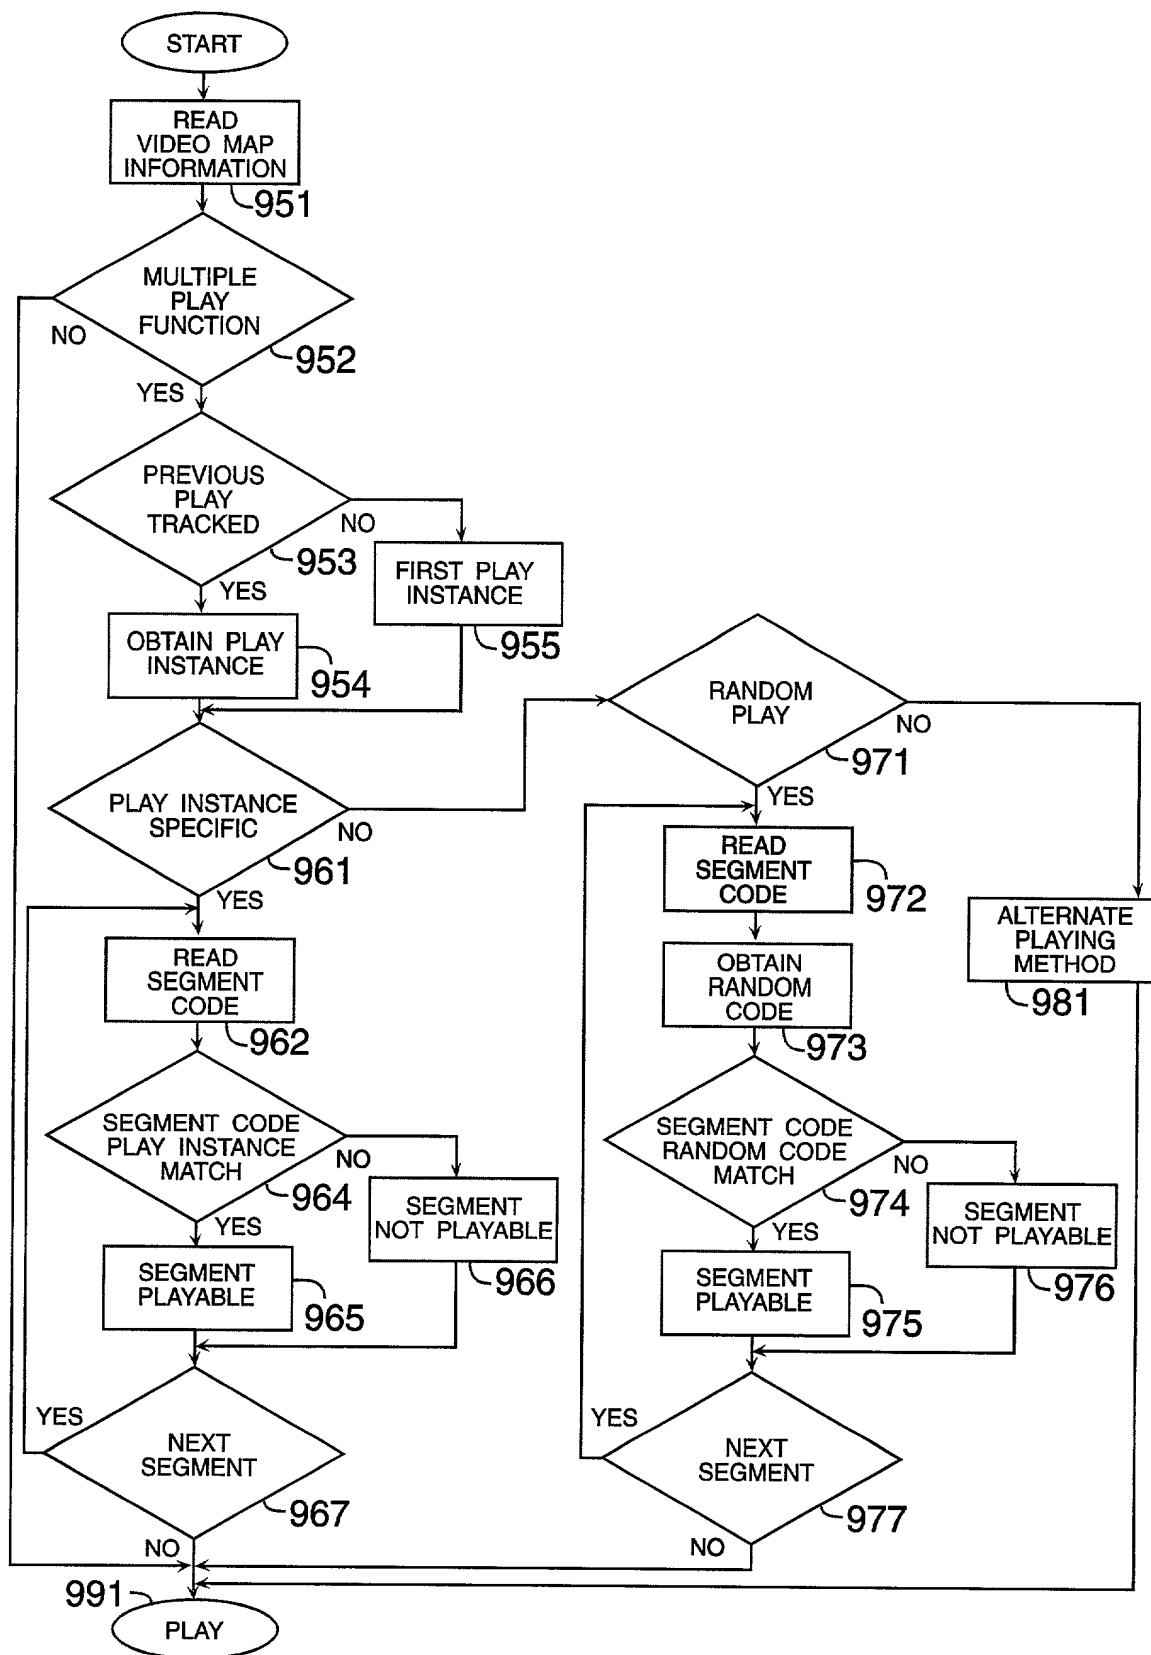 START
READ
VIDEO MAP
INFORMATION
951
MULTIPLE
PLAY
FUNCTION
NO
952
YES
PREVIOUS
PLAY
TRACKED
NO
953
YES
FIRST PLAY
INSTANCE
955
OBTAIN PLAY
INSTANCE
954
RANDOM
PLAY
NO
971
YES
PLAY INSTANCE
SPECIFIC
NO
961
YES
READ
SEGMENT
CODE
972
ALTERNATE
PLAYING
METHOD
981
READ
SEGMENT
CODE
962
OBTAIN
RANDOM
CODE
973
SEGMENT CODE
PLAY INSTANCE
MATCH
NO
964
YES
SEGMENT
NOT PLAYABLE
966
SEGMENT CODE
RANDOM CODE
MATCH
NO
974
YES
SEGMENT
NOT PLAYABLE
976
SEGMENT
PLAYABLE
965
SEGMENT
PLAYABLE
975
YES
NEXT
SEGMENT
967
NO
YES
NEXT
SEGMENT
977
NO
991
PLAY